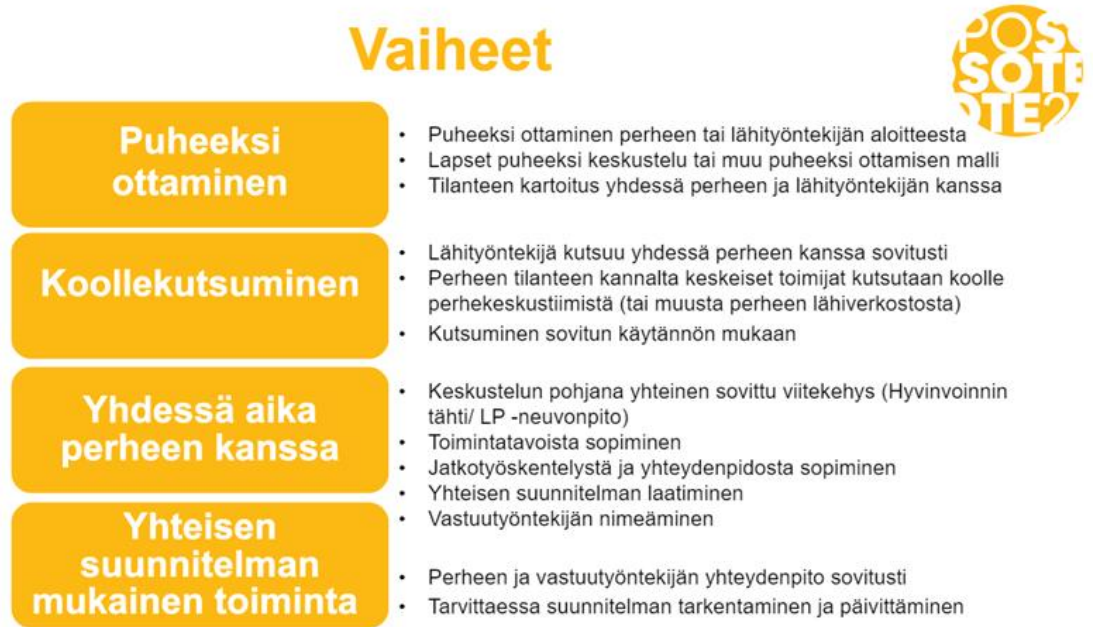 Vaiheet
POS
SOTE
OTE2
Puheeksi
ottaminen
• Puheeksi ottaminen perheen tai lähityöntekijän aloitteesta
• Lapset puheeksi keskustelu tai muu puheeksi ottamisen malli
• Tilanteen kartoitus yhdessä perheen ja lähityöntekijän kanssa
Koollekutsuminen
• Lähityöntekijä kutsuu yhdessä perheen kanssa sovitusti
• Perheen tilanteen kannalta keskeiset toimijat kutsutaan koolle
perhekeskustiimistä (tai muusta perheen lähiverkostosta)
• Kutsuminen sovitun käytännön mukaan
Yhdessä aika
perheen kanssa
• Keskustelun pohjana yhteinen sovittu viitekehys (Hyvinvoinnin
tähti/ LP -neuvonpito)
• Toimintatavoista sopiminen
• Jatkotyöskentelystä ja yhteydenpidosta sopiminen
• Yhteisen suunnitelman laatiminen
• Vastuutyöntekijän nimeäminen
Yhteisen
suunnitelman
mukainen toiminta
• Perheen ja vastuutyöntekijän yhteydenpito sovitusti
• Tarvittaessa suunnitelman tarkentaminen ja päivittäminen